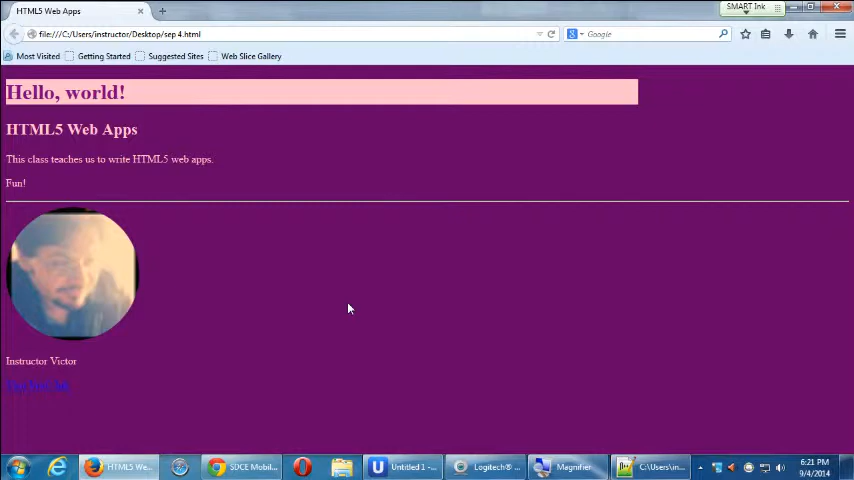 HTML5 Web Apps
SMART Ink
file:///C:/Users/instructor/Desktop/sep 4.html
Google
Most Visited Getting Started Suggested Sites Web Slice Gallery
Hello, world!
HTML5 Web Apps
This class teaches us to write HTML5 web apps.
Fun!
Instructor Victor
HTML5 We...
SDCE Mobil...
Untitled 1 -...
Logitech® ...
Magnifier
C:\Users\in...
6:21 PM
9/4/2014